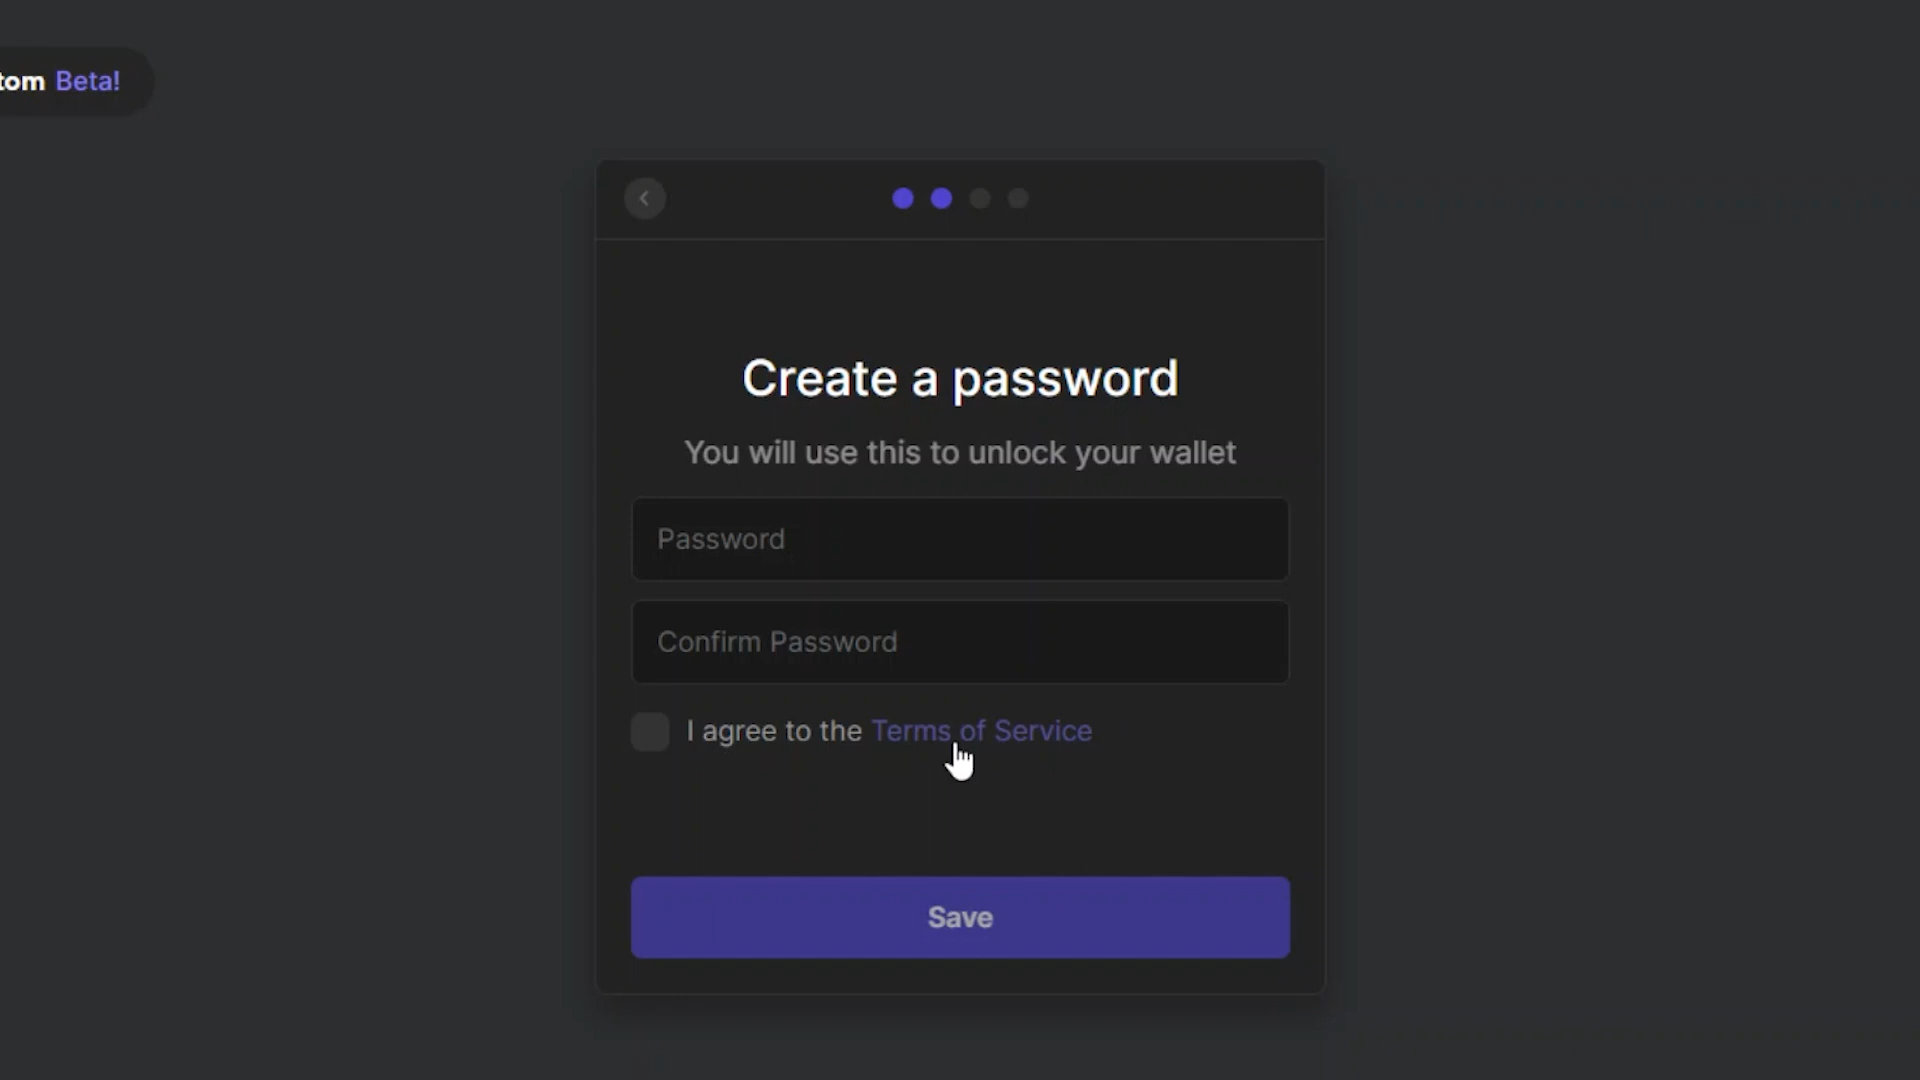 tom Beta!
Create a password
You will use this to unlock your wallet
Password
Confirm Password
I agree to the Terms of Service
Save